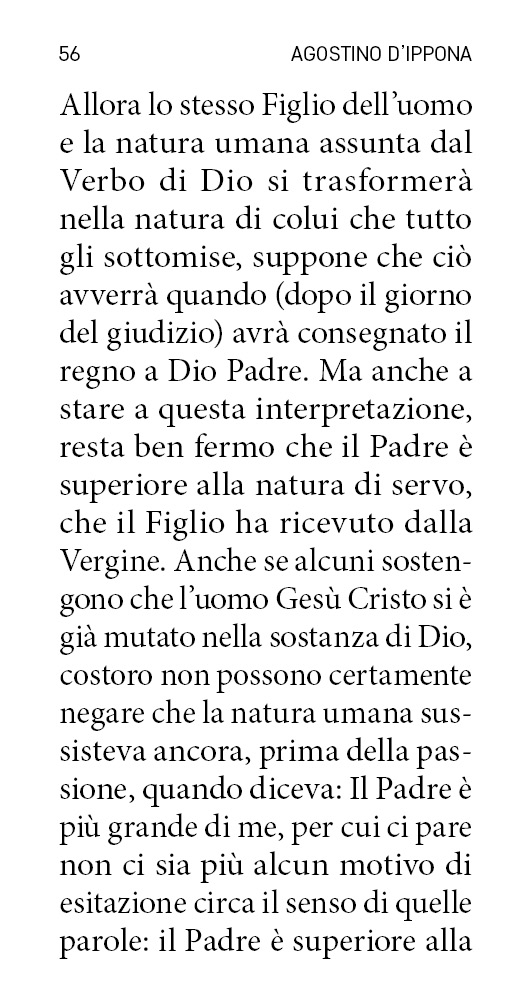 56 AGOSTINO D'IPPONA
Allora lo stesso Figlio dell'uomo
e la natura umana assunta dal
Verbo di Dio si trasformerà
nella natura di colui che tutto
gli sottomise, suppone che ciò
avverrà quando (dopo il giorno
del giudizio) avrà consegnato il
regno a Dio Padre. Ma anche a
stare a questa interpretazione,
resta ben fermo che il Padre è
superiore alla natura di servo,
che il Figlio ha ricevuto dalla
Vergine. Anche se alcuni sosten-
gono che l'uomo Gesù Cristo si è
già mutato nella sostanza di Dio,
costoro non possono certamente
negare che la natura umana sus-
sisteva ancora, prima della pas-
sione, quando diceva: Il Padre è
più grande di me, per cui ci pare
non ci sia più alcun motivo di
esitazione circa il senso di quelle
parole: il Padre è superiore alla